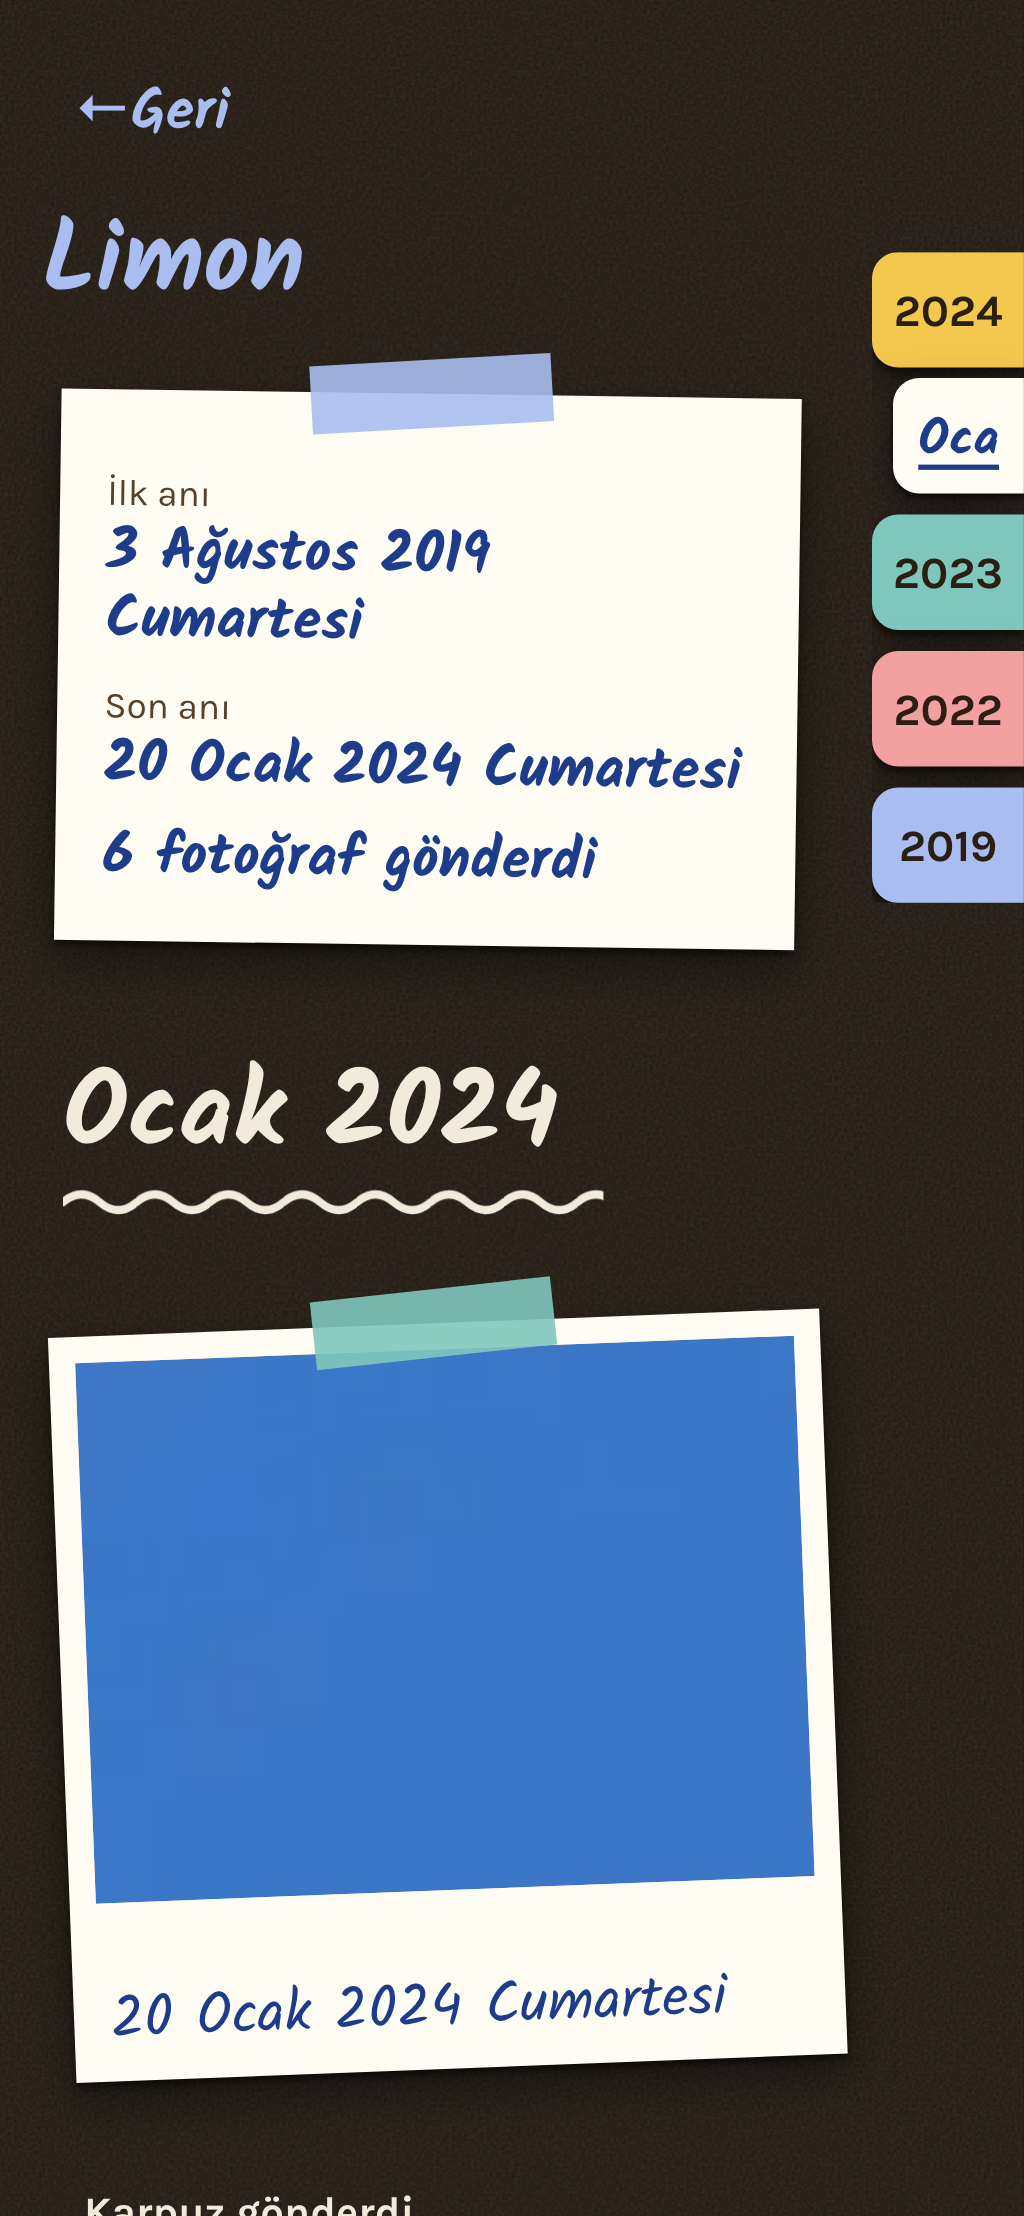 ←Geri
Limon
İlk anı
3 Ağustos 2019
Cumartesi
Son anı
20 Ocak 2024 Cumartesi
6 fotoğraf gönderdi
2024
Oca
2023
2022
2019
Ocak 2024
20 Ocak 2024 Cumartesi
Karpuz gönderdi